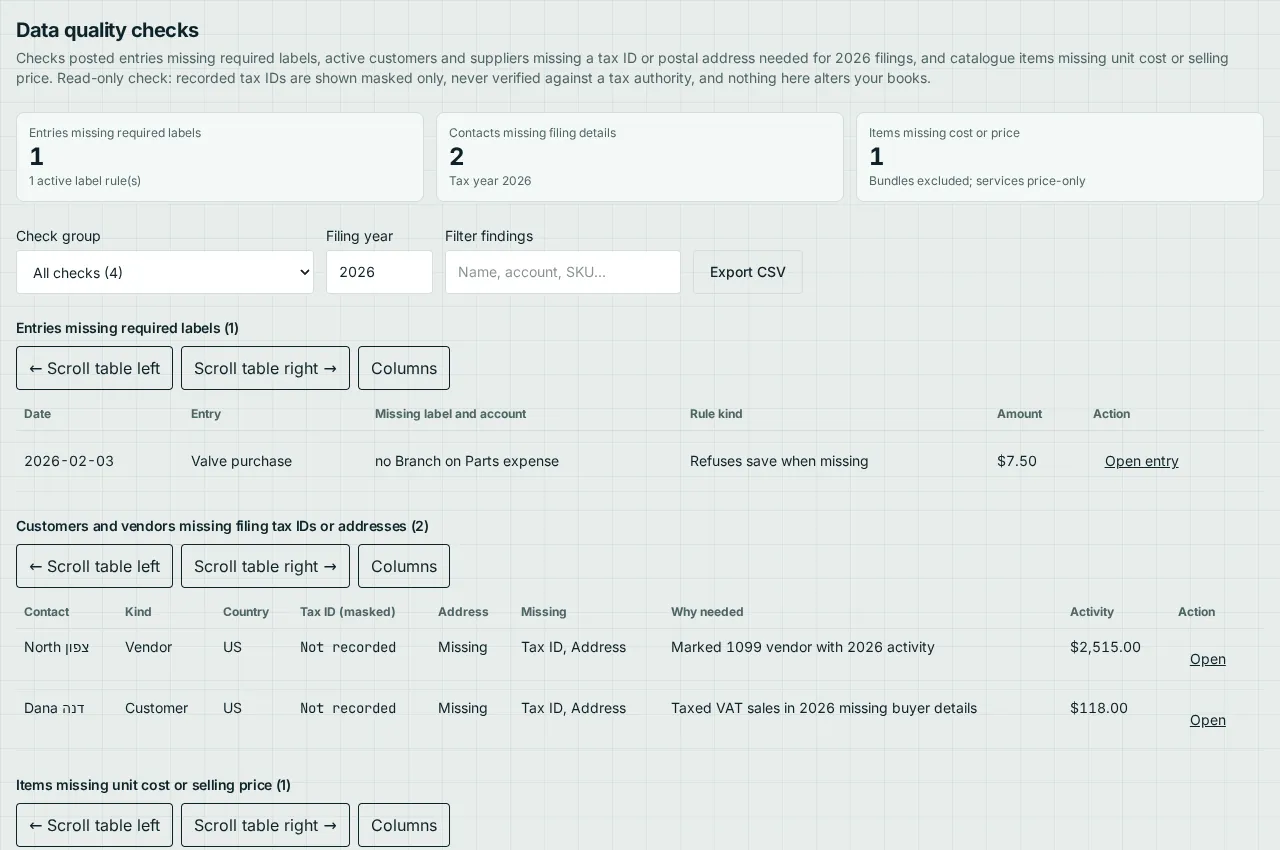 Data quality checks
Checks posted entries missing required labels, active customers and suppliers missing a tax ID or postal address needed for 2026 filings, and catalogue items missing unit cost or selling
price. Read-only check: recorded tax IDs are shown masked only, never verified against a tax authority, and nothing here alters your books.
Entries missing required labels
1
1 active label rule(s)
Contacts missing filing details
2
Tax year 2026
Items missing cost or price
1
Bundles excluded; services price-only
Check group
Filing year
Filter findings
All checks (4)
2026
Name, account, SKU...
Export CSV
Entries missing required labels (1)
← Scroll table left
Scroll table right →
Columns
Date Entry Missing label and account Rule kind Amount Action
2026-02-03 Valve purchase no Branch on Parts expense Refuses save when missing $7.50 Open entry
Customers and vendors missing filing tax IDs or addresses (2)
← Scroll table left
Scroll table right →
Columns
Contact Kind Country Tax ID (masked) Address Missing Why needed Activity Action
North צפון Vendor US Not recorded Missing Tax ID, Address Marked 1099 vendor with 2026 activity $2,515.00 Open
Dana דנה Customer US Not recorded Missing Tax ID, Address Taxed VAT sales in 2026 missing buyer details $118.00 Open
Items missing unit cost or selling price (1)
← Scroll table left
Scroll table right →
Columns